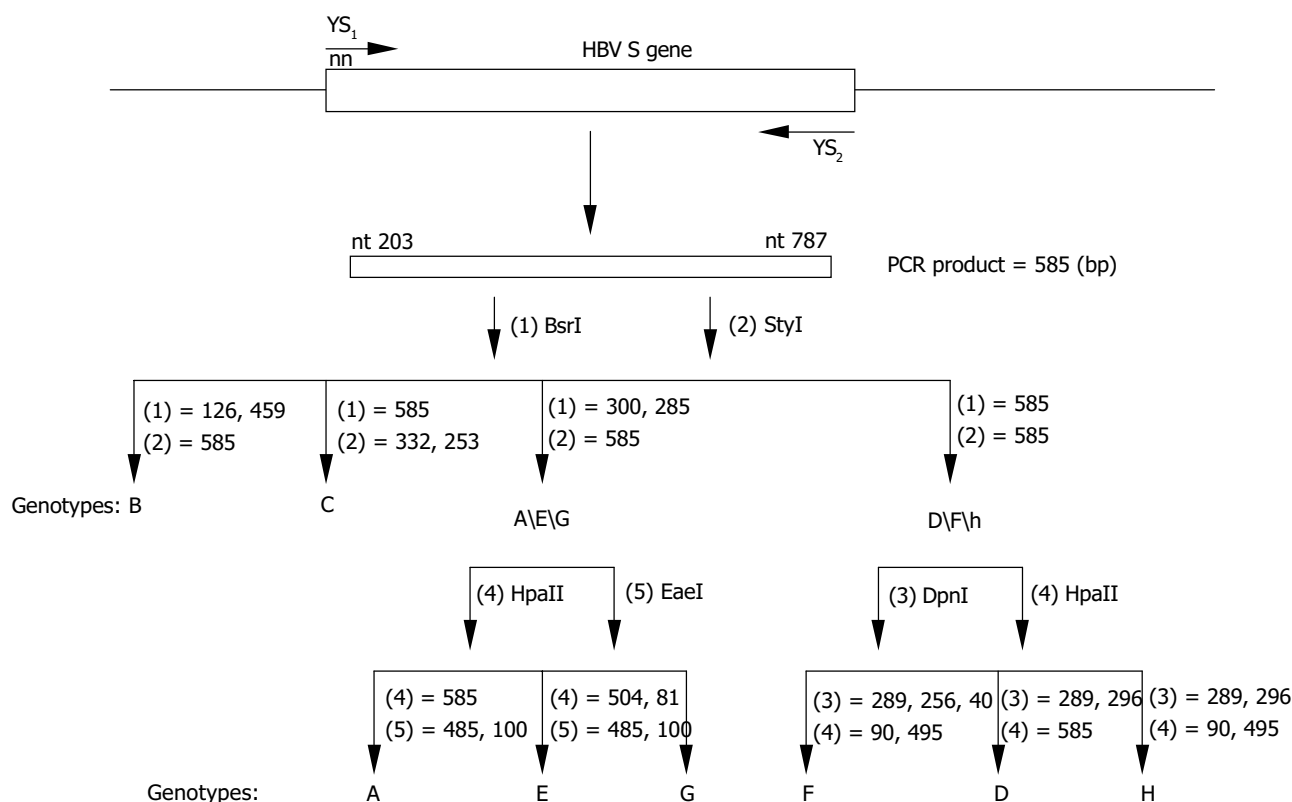 YS1
nn
HBV S gene
YS2
nt 203
nt 787
PCR product = 585 (bp)
(1) BsrI
(2) StyI
(1) = 126, 459
(2) = 585
(1) = 585
(2) = 332, 253
(1) = 300, 285
(2) = 585
(1) = 585
(2) = 585
Genotypes: B
C
A\E\G
D\F\h
(4) HpaII
(5) EaeI
(3) DpnI
(4) HpaII
(4) = 585
(5) = 485, 100
(4) = 504, 81
(5) = 485, 100
(3) = 289, 256, 40
(4) = 90, 495
(3) = 289, 296
(4) = 585
(3) = 289, 296
(4) = 90, 495
Genotypes: A E G F D H